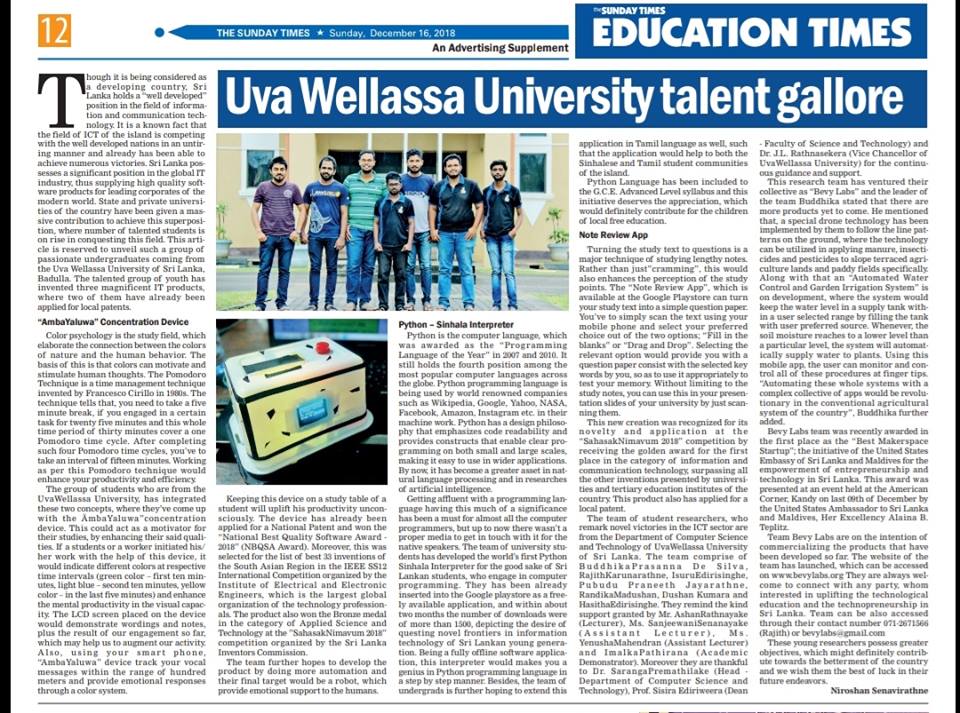 12
THE SUNDAY TIMES ★ Sunday, December 16, 2018
An Advertising Supplement
the SUNDAY TIMES
EDUCATION TIMES
Uva Wellassa University talent gallore
Though it is being considered as
a developing country, Sri
Lanka holds a "well developed"
position in the field of informa-
tion and communication tech-
nology. It is a known fact that
the field of ICT of the island is competing
with the well developed nations in an untir-
ing manner and already has been able to
achieve numerous victories. Sri Lanka pos-
sesses a significant position in the global IT
industry, thus supplying high quality soft-
ware products for leading corporates of the
modern world. State and private universi-
ties of the country have been given a mas-
sive contribution to achieve this superposi-
tion, where number of talented students is
on rise in conquesting this field. This arti-
cle is reserved to unveil such a group of
passionate undergraduates coming from
the Uva Wellassa University of Sri Lanka,
Badulla. The talented group of youth has
invented three magnificent IT products,
where two of them have already been
applied for local patents.
"AmbaYaluwa" Concentration Device
Color psychology is the study field, which
elaborate the connection between the colors
of nature and the human behavior. The
basis of this is that colors can motivate and
stimulate human thoughts. The Pomodoro
Technique is a time management technique
invented by Francesco Cirillo in 1980s. The
technique tells that, you need to take a five
minute break, if you engaged in a certain
task for twenty five minutes and this whole
time period of thirty minutes cover a one
Pomodoro time cycle. After completing
such four Pomodoro time cycles, you've to
take an interval of fifteen minutes. Working
as per this Pomodoro technique would
enhance your productivity and efficiency.
The group of students who are from the
UvaWellassa University, has integrated
these two concepts, where they've come up
with the AmbaYaluwa"concentration
device. This could act as a motivator for
their studies, by enhancing their said quali-
ties. If a students or a worker initiated his/
her work with the help of this device, it
would indicate different colors at respective
time intervals (green color – first ten min-
utes, light blue – second ten minutes, yellow
color – in the last five minutes) and enhance
the mental productivity in the visual capac-
ity. The LCD screen placed on the device
would demonstrate wordings and notes,
plus the result of our engagement so far,
which may help us to augment our activity.
Also, using your smart phone,
"AmbaYaluwa" device track your vocal
messages within the range of hundred
meters and provide emotional responses
through a color system.
Keeping this device on a study table of a
student will uplift his productivity uncon-
sciously. The device has already been
applied for a National Patent and won the
"National Best Quality Software Award -
2018" (NBQSA Award). Moreover, this was
selected for the list of best 33 inventions of
the South Asian Region in the IEEE SS12
International Competition organized by the
Institute of Electrical and Electronic
Engineers, which is the largest global
organization of the technology profession-
als. The product also won the Bronze medal
in the category of Applied Science and
Technology at the "SahasakNimavum 2018"
competition organized by the Sri Lanka
Inventors Commission.
The team further hopes to develop the
product by doing more automation and
their final target would be a robot, which
provide emotional support to the humans.
Python – Sinhala Interpreter
Python is the computer language, which
was awarded as the "Programming
Language of the Year" in 2007 and 2010. It
still holds the fourth position among the
most popular computer languages across
the globe. Python programming language is
being used by world renowned companies
such as Wikipedia, Google, Yahoo, NASA,
Facebook, Amazon, Instagram etc. in their
machine work. Python has a design philoso-
phy that emphasizes code readability and
provides constructs that enable clear pro-
gramming on both small and large scales,
making it easy to use in wider applications.
By now, it has become a greater asset in nat-
ural language processing and in researches
of artificial intelligence.
Getting affluent with a programming lan-
guage having this much of a significance
has been a must for almost all the computer
programmers, but up to now there wasn't a
proper media to get in touch with it for the
native speakers. The team of university stu-
dents has developed the world's first Python
Sinhala Interpreter for the good sake of Sri
Lankan students, who engage in computer
programming. They has been already
inserted into the Google playstore as a free-
ly available application, and within about
two months the number of downloads were
of more than 1500, depicting the desire of
questing novel frontiers in information
technology of Sri Lankan young genera-
tion. Being a fully offline software applica-
tion, this interpreter would makes you a
genius in Python programming language in
a step by step manner. Besides, the team of
undergrads is further hoping to extend this
application in Tamil language as well, such
that the application would help to both the
Sinhalese and Tamil student communities
of the island.
Python Language has been included to
the G.C.E. Advanced Level syllabus and this
initiative deserves the appreciation, which
would definitely contribute for the children
of local free education.
Note Review App
Turning the study text to questions is a
major technique of studying lengthy notes.
Rather than just"cramming", this would
also enhances the perception of the study
points. The "Note Review App", which is
available at the Google Playstore can turn
your study text into a simple question paper.
You've to simply scan the text using your
mobile phone and select your preferred
choice out of the two options; "Fill in the
blanks" or "Drag and Drop". Selecting the
relevant option would provide you with a
question paper consist with the selected key
words by you, so as to use it appropriately to
test your memory. Without limiting to the
study notes, you can use this in your presen-
tation slides of your university by just scan-
ning them.
This new creation was recognized for its
novelty and application at the
"SahasakNimavum 2018" competition by
receiving the golden award for the first
place in the category of information and
communication technology, surpassing all
the other inventions presented by universi-
ties and tertiary education institutes of the
country. This product also has applied for a
local patent.
The team of student researchers, who
remark novel victories in the ICT sector are
from the Department of Computer Science
and Technology of UvaWellassa University
of Sri Lanka. The team comprise of
BuddhikaPrasanna De Silva,
RajithKarunarathne, IsuruEdirisinghe,
Pubudu Praneeth Jayarathne,
RandikaMadushan, Dushan Kumara and
HasithaEdirisinghe. They remind the kind
support granted by Mr. AshanRathnayake
(Lecturer), Ms. SanjeewaniSenanayake
(Assistant Lecturer), Ms.
YenushaMahendran (Assistant Lecturer)
and ImalkaPathirana (Academic
Demonstrator). Moreover they are thankful
to Dr. SarangaPremathilake (Head -
Department of Computer Science and
Technology), Prof. Sisira Ediriweera (Dean
- Faculty of Science and Technology) and
Dr. J.L. Rathnasekera (Vice Chancellor of
UvaWellassa University) for the continu-
ous guidance and support.
This research team has ventured their
collective as "Bevy Labs" and the leader of
the team Buddhika stated that there are
more products yet to come. He mentioned
that, a special drone technology has been
implemented by them to follow the line pat-
terns on the ground, where the technology
can be utilized in applying manure, insecti-
cides and pesticides to slope terraced agri-
culture lands and paddy fields specifically.
Along with that an "Automated Water
Control and Garden Irrigation System" is
on development, where the system would
keep the water level in a supply tank with-
in a user selected range by filling the tank
with user preferred source. Whenever, the
soil moisture reaches to a lower level than
a particular level, the system will automat-
ically supply water to plants. Using this
mobile app, the user can monitor and con-
trol all of these procedures at finger tips.
"Automating these whole systems with a
complex collective of apps would be revolu-
tionary in the conventional agricultural
system of the country", Buddhika further
added.
Bevy Labs team was recently awarded in
the first place as the "Best Makerspace
Startup"; the initiative of the United States
Embassy of Sri Lanka and Maldives for the
empowerment of entrepreneurship and
technology in Sri Lanka. This award was
presented at an event held at the American
Corner, Kandy on last 09th of December by
the United States Ambassador to Sri Lanka
and Maldives, Her Excellency Alaina B.
Teplitz.
Team Bevy Labs are on the intention of
commercializing the products that have
been developed so far. The website of the
team has launched, which can be accessed
on www.bevylabs.org They are always wel-
come to connect with any party, whom
interested in uplifting the technological
education and the technopreneurship in
Sri Lanka. Team can be also accessed
through their contact number 071-2671566
(Rajith) or bevylabs@gmail.com
These young researchers possess greater
objectives, which might definitely contrib-
ute towards the betterment of the country
and we wish them the best of luck in their
future endeavors.
Niroshan Senavirathne